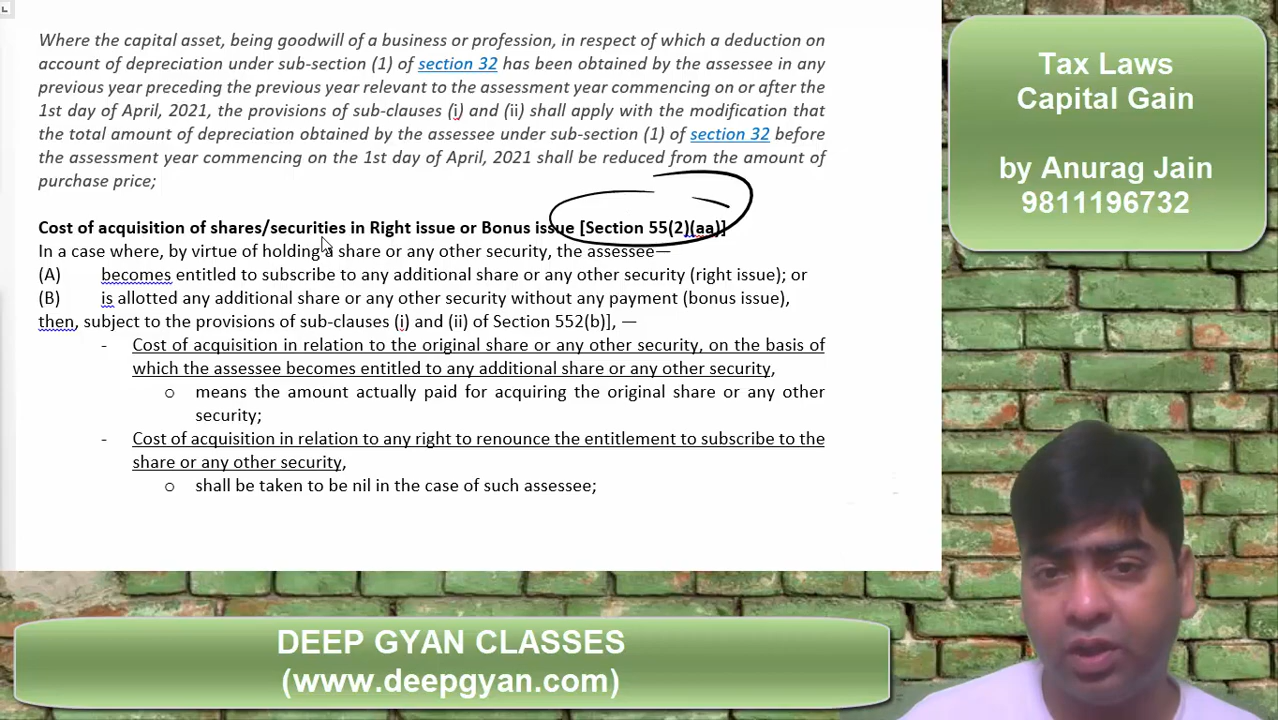 Where the capital asset, being goodwill of a business or profession, in respect of which a deduction on
account of depreciation under sub-section (1) of section 32 has been obtained by the assessee in any
previous year preceding the previous year relevant to the assessment year commencing on or after the
1st day of April, 2021, the provisions of sub-clauses (i) and (ii) shall apply with the modification that
the total amount of depreciation obtained by the assessee under sub-section (1) of section 32 before
the assessment year commencing on the 1st day of April, 2021 shall be reduced from the amount of
purchase price;
Cost of acquisition of shares/securities in Right issue or Bonus issue [Section 55(2)(aa)]
In a case where, by virtue of holding a share or any other security, the assessee—
(A) becomes entitled to subscribe to any additional share or any other security (right issue); or
(B) is allotted any additional share or any other security without any payment (bonus issue),
then, subject to the provisions of sub-clauses (i) and (ii) of Section 552(b)], —
- Cost of acquisition in relation to the original share or any other security, on the basis of
which the assessee becomes entitled to any additional share or any other security,
o means the amount actually paid for acquiring the original share or any other
security;
- Cost of acquisition in relation to any right to renounce the entitlement to subscribe to the
share or any other security,
o shall be taken to be nil in the case of such assessee;
Tax Laws
Capital Gain
by Anurag Jain
9811196732
DEEP GYAN CLASSES
(www.deepgyan.com)